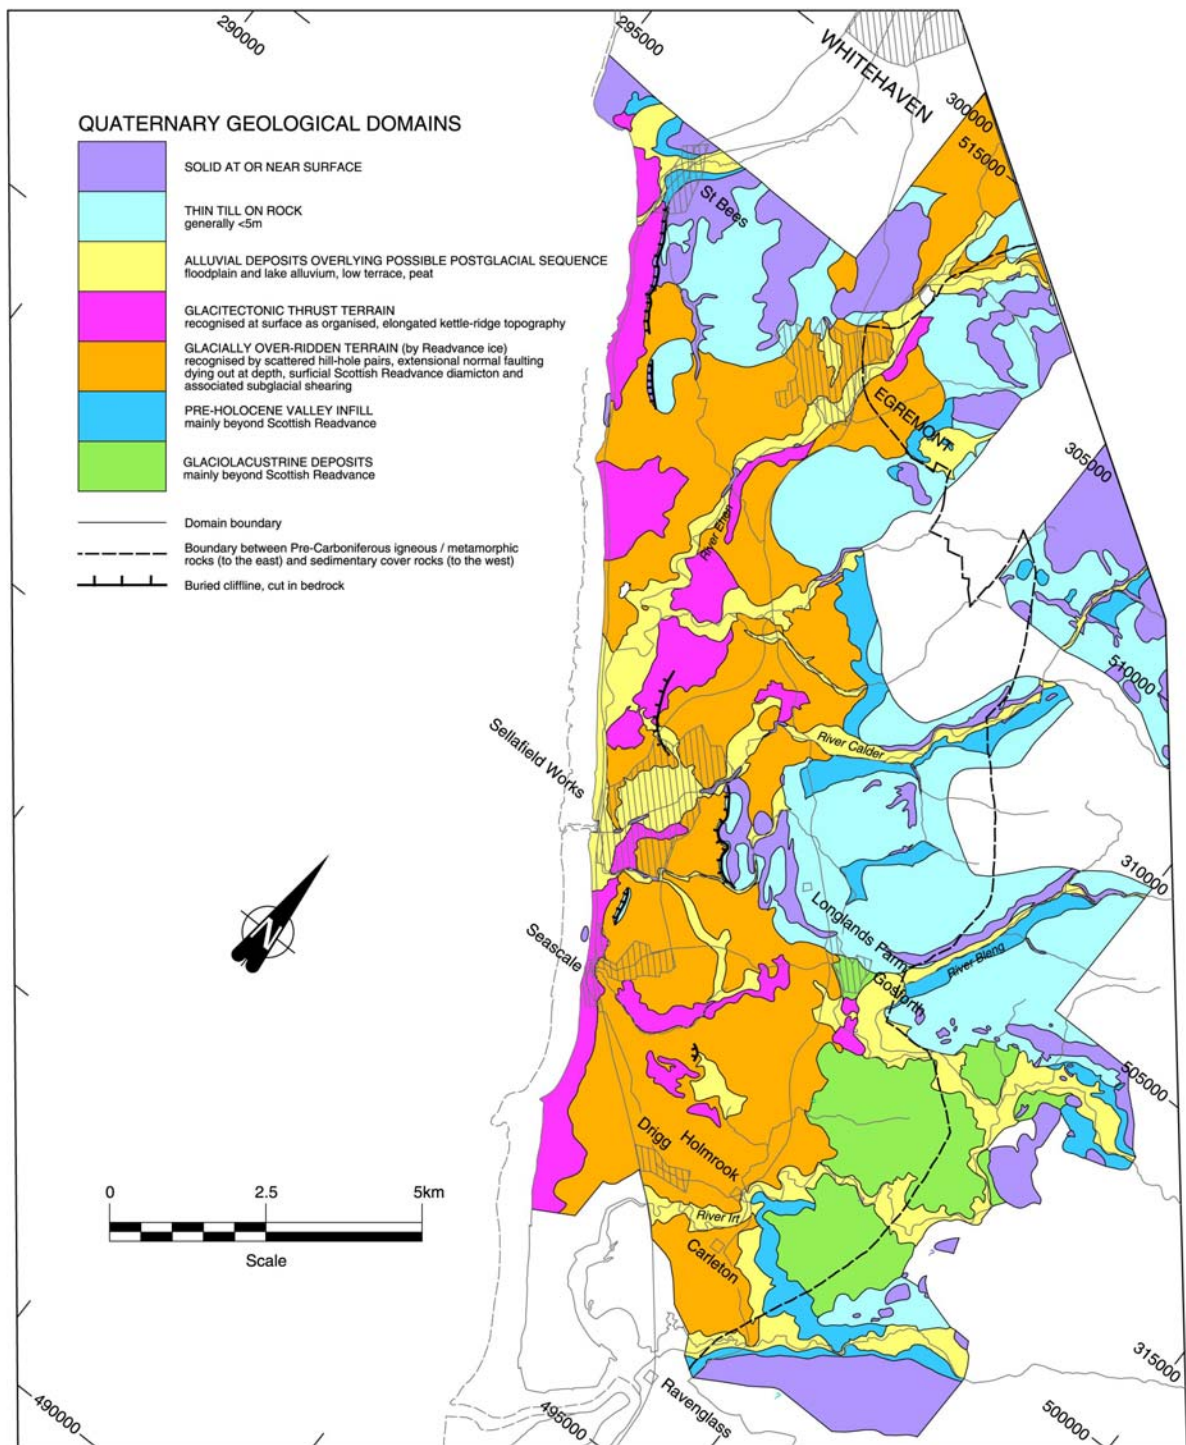 290000
295000
WHITEHAVEN
300000
515000
QUATERNARY GEOLOGICAL DOMAINS
SOLID AT OR NEAR SURFACE
THIN TILL ON ROCK
generally <5m
ALLUVIAL DEPOSITS OVERLYING POSSIBLE POSTGLACIAL SEQUENCE
floodplain and lake alluvium, low terrace, peat
GLACITECTONIC THRUST TERRAIN
recognised at surface as organised, elongated kettle-ridge topography
GLACIALLY OVER-RIDDEN TERRAIN (by Readvance ice)
recognised by scattered hill-hole pairs, extensional normal faulting
dying out at depth, surficial Scottish Readvance diamicton and
associated subglacial shearing
PRE-HOLOCENE VALLEY INFILL
mainly beyond Scottish Readvance
GLACIOLACUSTRINE DEPOSITS
mainly beyond Scottish Readvance
Domain boundary
Boundary between Pre-Carboniferous igneous / metamorphic
rocks (to the east) and sedimentary cover rocks (to the west)
Buried cliffline, cut in bedrock
St Bees
EGREMONT
305000
River Ehen
510000
Sellafield Works
River Calder
310000
Longlands Farm
Seascale
River Bleng
Gosforth
N
505000
Drigg
Holmrook
0 2.5 5km
Scale
River Irt
Carleton
315000
Ravenglass
490000
495000
500000